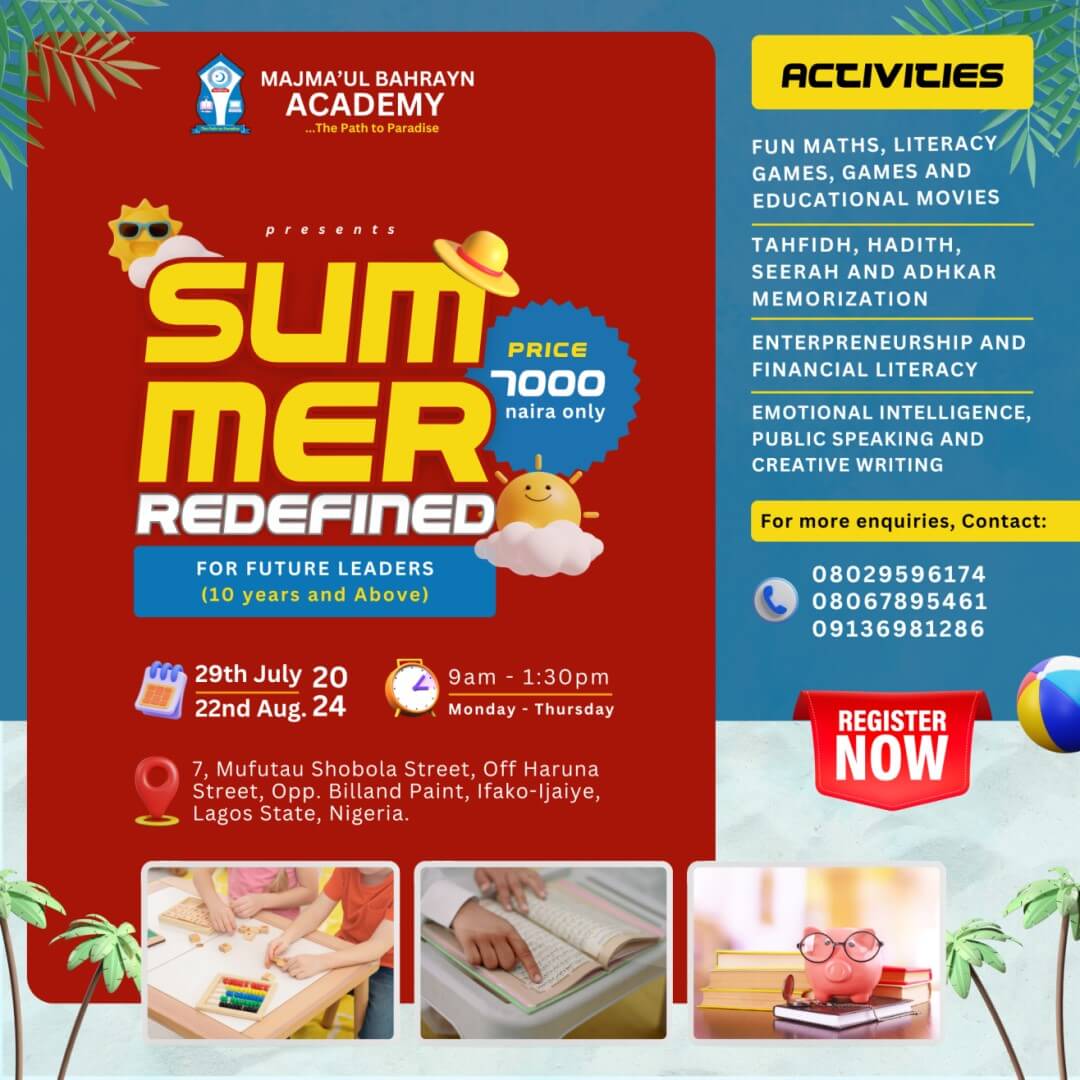 MAJMA'UL BAHRAYN
ACADEMY
...The Path to Paradise
presents
SUM
MER
REDEFINED
PRICE
7000
naira only
FOR FUTURE LEADERS
(10 years and Above)
29th July
22nd Aug.
20
24
9am - 1:30pm
Monday - Thursday
7, Mufutau Shobola Street, Off Haruna
Street, Opp. Billand Paint, Ifako-Ijaiye,
Lagos State, Nigeria.
ACTIVITIES
FUN MATHS, LITERACY
GAMES, GAMES AND
EDUCATIONAL MOVIES
TAHFIDH, HADITH,
SEERAH AND ADHKAR
MEMORIZATION
ENTERPRENEURSHIP AND
FINANCIAL LITERACY
EMOTIONAL INTELLIGENCE,
PUBLIC SPEAKING AND
CREATIVE WRITING
For more enquiries, Contact:
08029596174
08067895461
09136981286
REGISTER
NOW